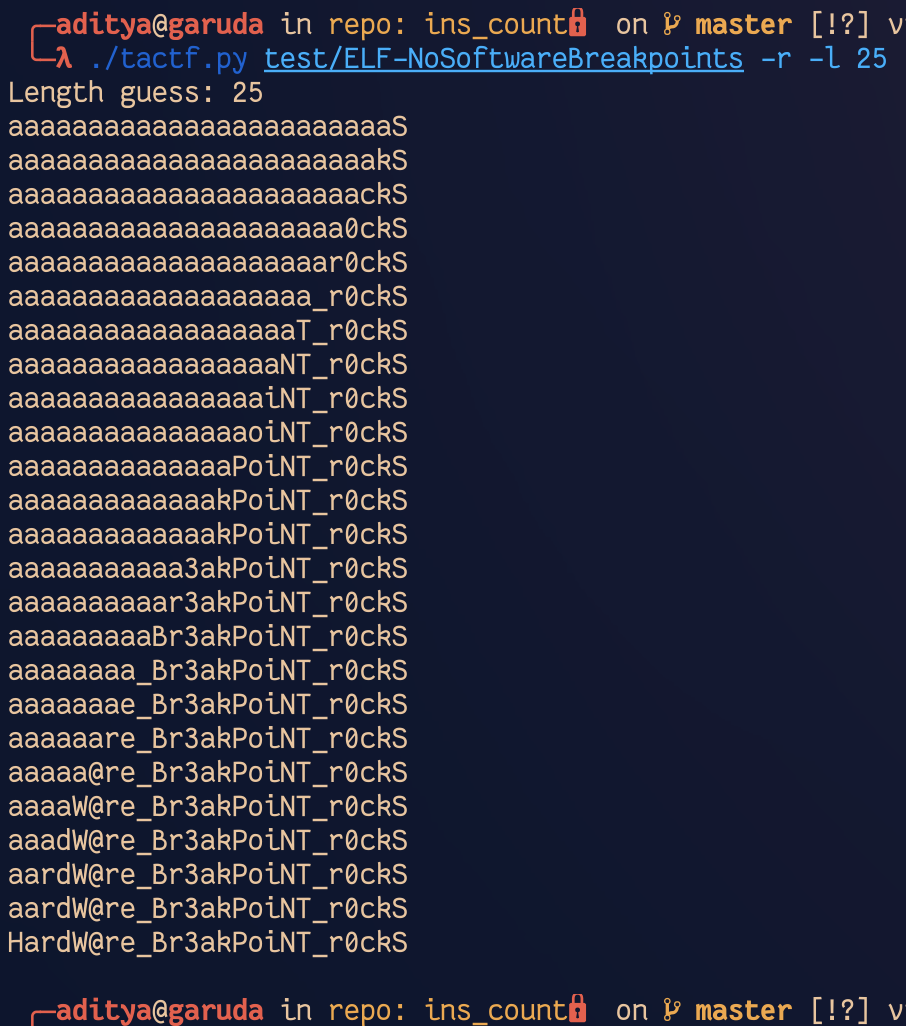 aditya@garuda in repo: ins_count on master [!?] v
λ ./tactf.py test/ELF-NoSoftwareBreakpoints -r -l 25
Length guess: 25
aaaaaaaaaaaaaaaaaaaaaaaaS
aaaaaaaaaaaaaaaaaaaaaaakS
aaaaaaaaaaaaaaaaaaaaaackS
aaaaaaaaaaaaaaaaaaaaa0ckS
aaaaaaaaaaaaaaaaaaaar0ckS
aaaaaaaaaaaaaaaaaaa_r0ckS
aaaaaaaaaaaaaaaaaaT_r0ckS
aaaaaaaaaaaaaaaaaNT_r0ckS
aaaaaaaaaaaaaaaaiNT_r0ckS
aaaaaaaaaaaaaaaoiNT_r0ckS
aaaaaaaaaaaaaaPoiNT_r0ckS
aaaaaaaaaaaaakPoiNT_r0ckS
aaaaaaaaaaaaakPoiNT_r0ckS
aaaaaaaaaaa3akPoiNT_r0ckS
aaaaaaaaaar3akPoiNT_r0ckS
aaaaaaaaaBr3akPoiNT_r0ckS
aaaaaaaa_Br3akPoiNT_r0ckS
aaaaaaae_Br3akPoiNT_r0ckS
aaaaaare_Br3akPoiNT_r0ckS
aaaaa@re_Br3akPoiNT_r0ckS
aaaaW@re_Br3akPoiNT_r0ckS
aaadW@re_Br3akPoiNT_r0ckS
aardW@re_Br3akPoiNT_r0ckS
aardW@re_Br3akPoiNT_r0ckS
HardW@re_Br3akPoiNT_r0ckS
aditya@garuda in repo: ins_count on master [!?] v